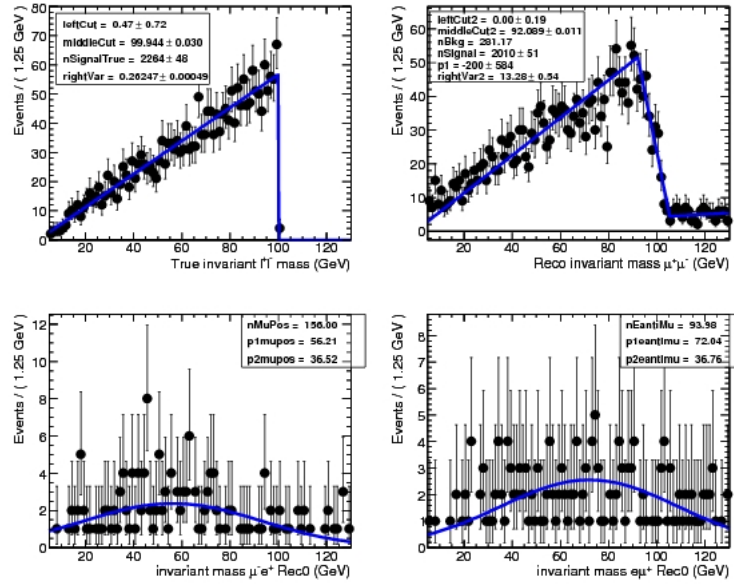 80
70
60
50
40
30
20
10
0
Events / ( 1.25 GeV )
leftCut = 0.47 ± 0.72
middleCut = 99.944 ± 0.030
nSignalTrue = 2264 ± 48
rightVar = 0.26247 ± 0.00049
20 40 60 80 100 120
True invariant l⁺l⁻ mass (GeV)
60
50
40
30
20
10
0
Events / ( 1.25 GeV )
leftCut2 = 0.00 ± 0.19
middleCut2 = 92.089 ± 0.011
nBkg = 281.17
nSignal = 2010 ± 51
p1 = -200 ± 584
rightVar2 = 13.28 ± 0.54
20 40 60 80 100 120
Reco invariant mass μ⁺μ⁻ (GeV)
12
10
8
6
4
2
0
Events / ( 1.25 GeV )
nMuPos = 156.00
p1mupos = 56.21
p2mupos = 36.52
20 40 60 80 100 120
invariant mass μ⁻e⁺ Rec0 (GeV)
8
7
6
5
4
3
2
1
0
Events / ( 1.25 GeV )
nEantiMu = 93.98
p1eantimu = 72.04
p2eantimu = 36.76
20 40 60 80 100 120
invariant mass eμ⁺ Rec0 (GeV)